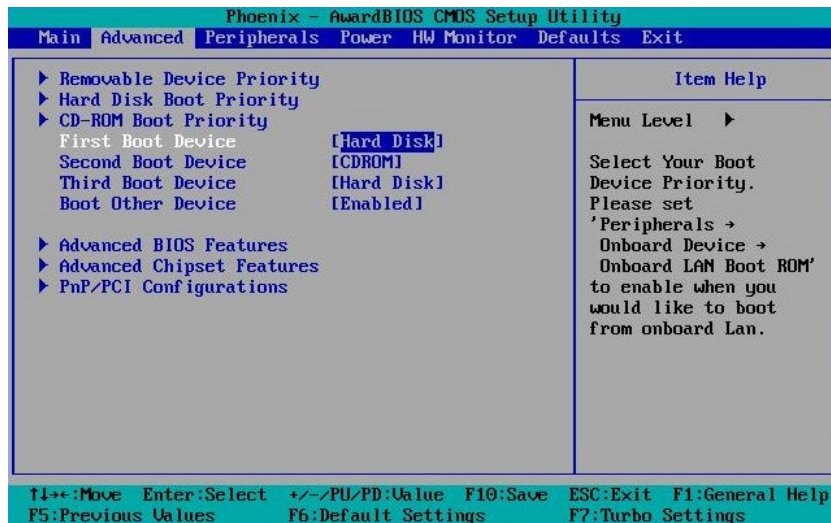 Phoenix - AwardBIOS CMOS Setup Utility
Main Advanced Peripherals Power HW Monitor Defaults Exit
Removable Device Priority
Hard Disk Boot Priority
CD-ROM Boot Priority
First Boot Device [Hard Disk]
Second Boot Device [CDROM]
Third Boot Device [Hard Disk]
Boot Other Device [Enabled]
Advanced BIOS Features
Advanced Chipset Features
PnP/PCI Configurations
Item Help
Menu Level
Select Your Boot
Device Priority.
Please set
'Peripherals →
Onboard Device →
Onboard LAN Boot ROM'
to enable when you
would like to boot
from onboard Lan.
↑↓→←:Move Enter:Select +/-/PU/PD:Value F10:Save ESC:Exit F1:General Help
F5:Previous Values F6:Default Settings F7:Turbo Settings